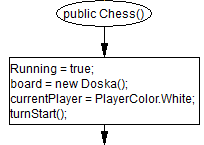 public Chess()
Running = true;
board = new Doska();
currentPlayer = PlayerColor.White;
turnStart();